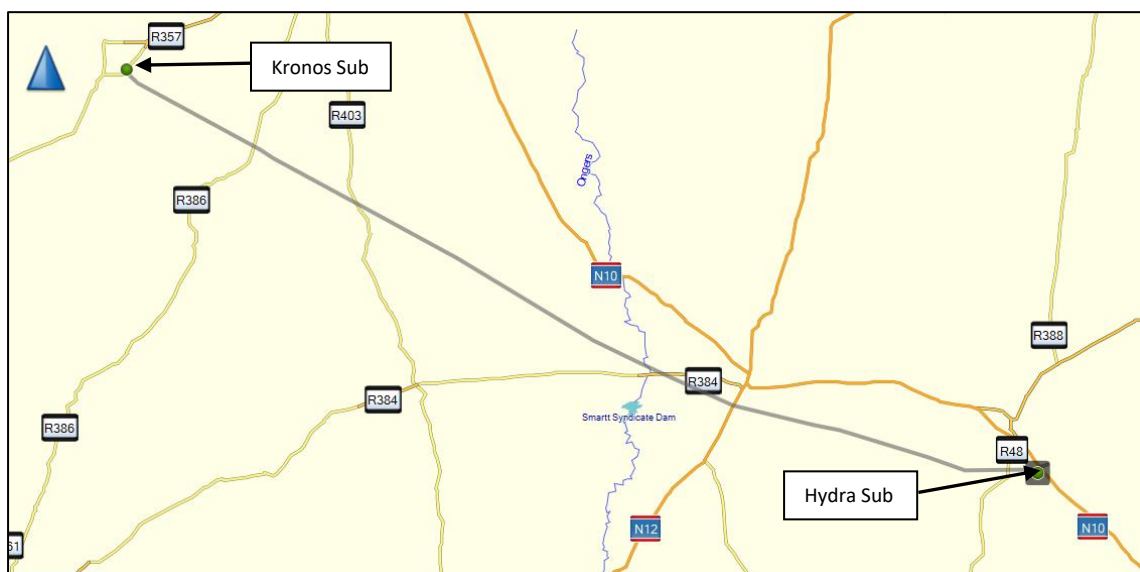 R357
Kronos Sub
R403
Ongers
R386
N10
R388
R384
R384
Smartt Syndicate Dam
R386
R48
Hydra Sub
N12
N10
61